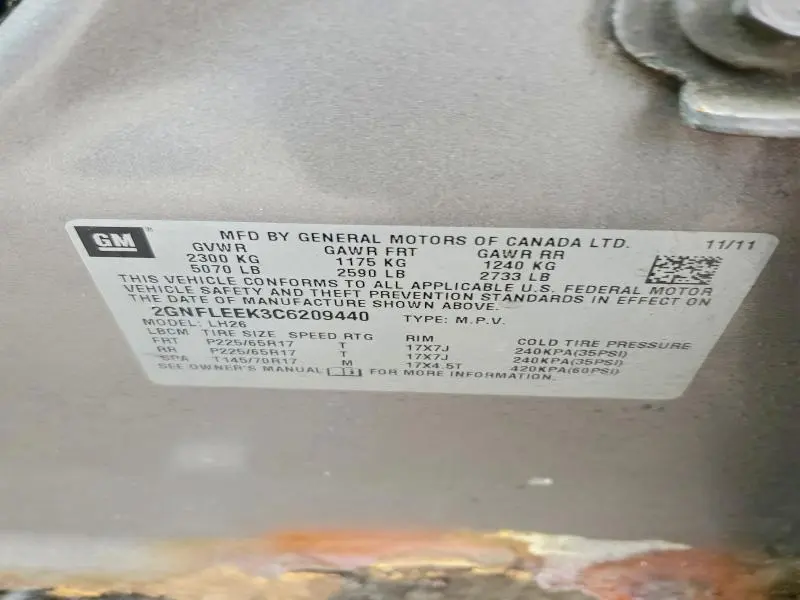 GM®
MFD BY GENERAL MOTORS OF CANADA LTD. 11/11
GVWR GAWR FRT GAWR RR
2300 KG 1175 KG 1240 KG
5070 LB 2590 LB 2733 LB
THIS VEHICLE CONFORMS TO ALL APPLICABLE U.S. FEDERAL MOTOR
VEHICLE SAFETY AND THEFT PREVENTION STANDARDS IN EFFECT ON
THE DATE OF MANUFACTURE SHOWN ABOVE.
2GNFLEEK3C6209440 TYPE: M.P.V.
MODEL: LH26
LBCM TIRE SIZE SPEED RTG RIM COLD TIRE PRESSURE
FRT P225/65R17 T 17X7J 240KPA(35PSI)
RR P225/65R17 T 17X7J 240KPA(35PSI)
SPA T145/70R17 M 17X4.5T 420KPA(60PSI)
SEE OWNER'S MANUAL FOR MORE INFORMATION.